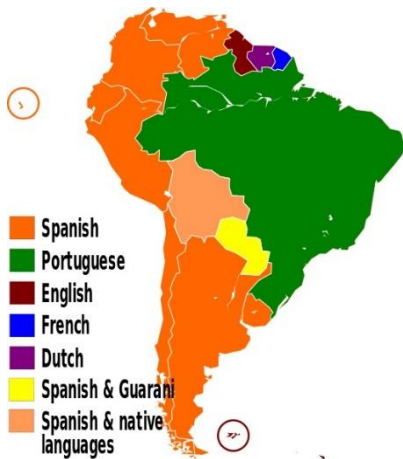 Spanish
Portuguese
English
French
Dutch
Spanish & Guarani
Spanish & native
languages